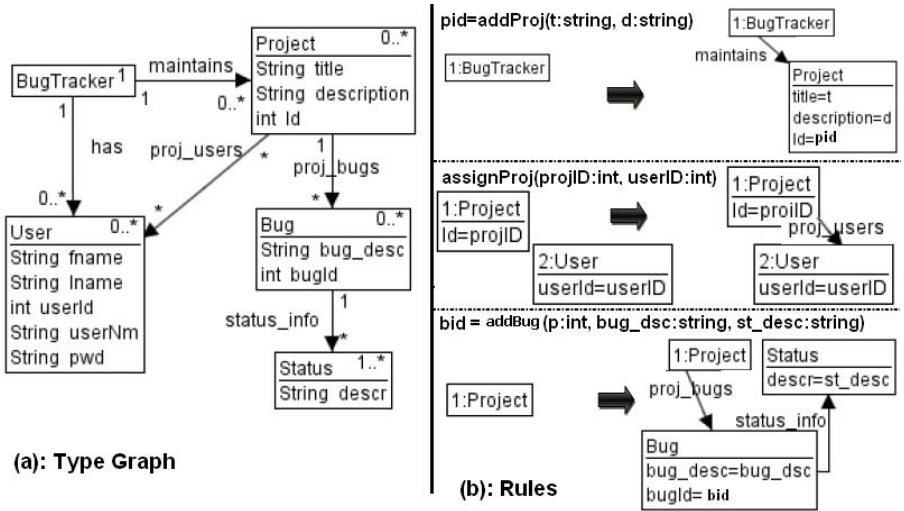 Project 0..*
String title
String description
int Id
BugTracker 1
maintains
1
0..*
1
has
proj_users
*
1
proj_bugs
0..*
*
*
User 0..*
String fname
String lname
int userId
String userNm
String pwd
Bug 0..*
String bug_desc
int bugId
1
status_info
*
Status 1..*
String descr
(a): Type Graph
pid=addProj(t:string, d:string)
1:BugTracker
1:BugTracker
maintains
Project
title=t
description=d
Id=pid
assignProj(projID:int, userID:int)
1:Project
Id=projID
2:User
userId=userID
1:Project
Id=projID
proj_users
2:User
userId=userID
bid = addBug(p:int, bug_dsc:string, st_desc:string)
1:Project
1:Project
proj_bugs
Status
descr=st_desc
status_info
Bug
bug_desc=bug_dsc
bugId= bid
(b): Rules